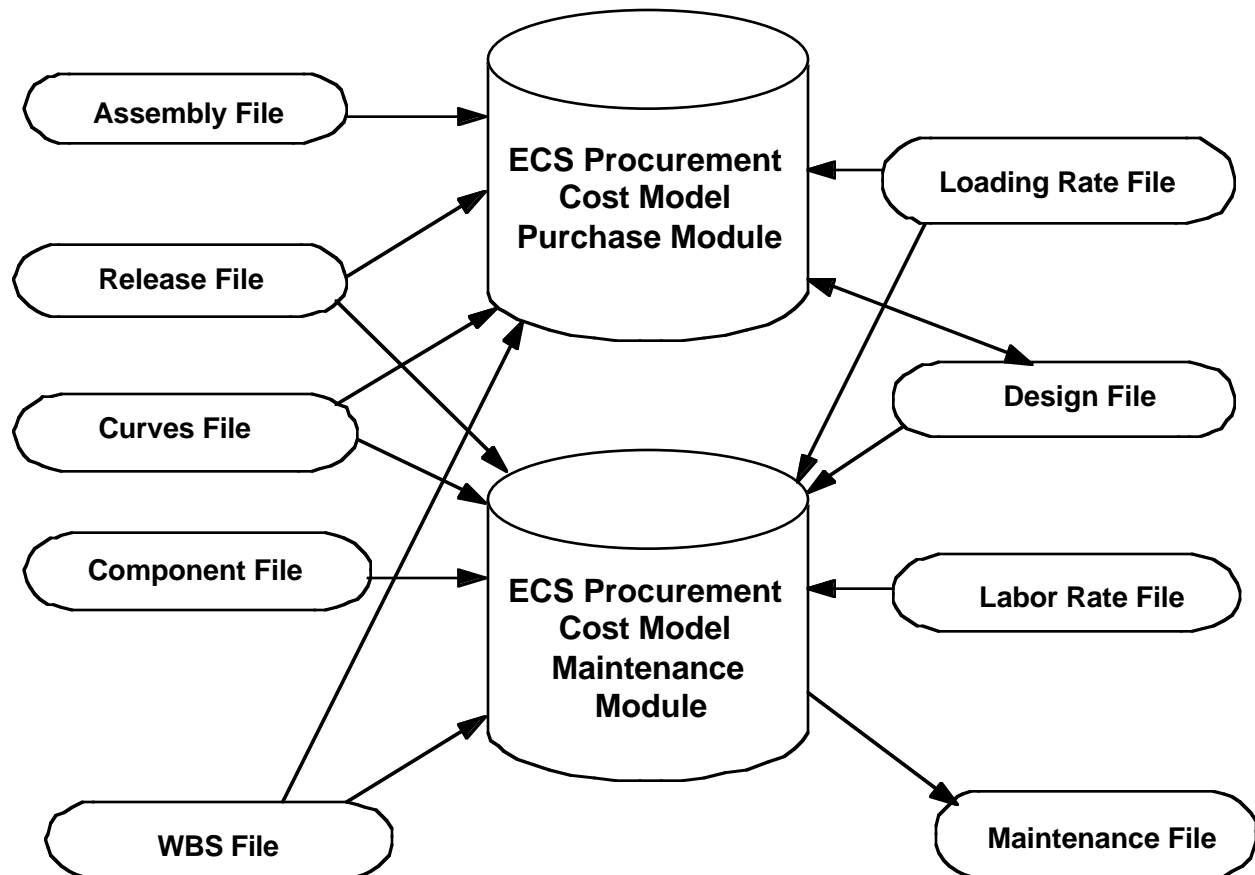 Assembly File
ECS Procurement
Cost Model
Purchase Module
Loading Rate File
Release File
Curves File
Design File
Component File
ECS Procurement
Cost Model
Maintenance
Module
Labor Rate File
WBS File
Maintenance File